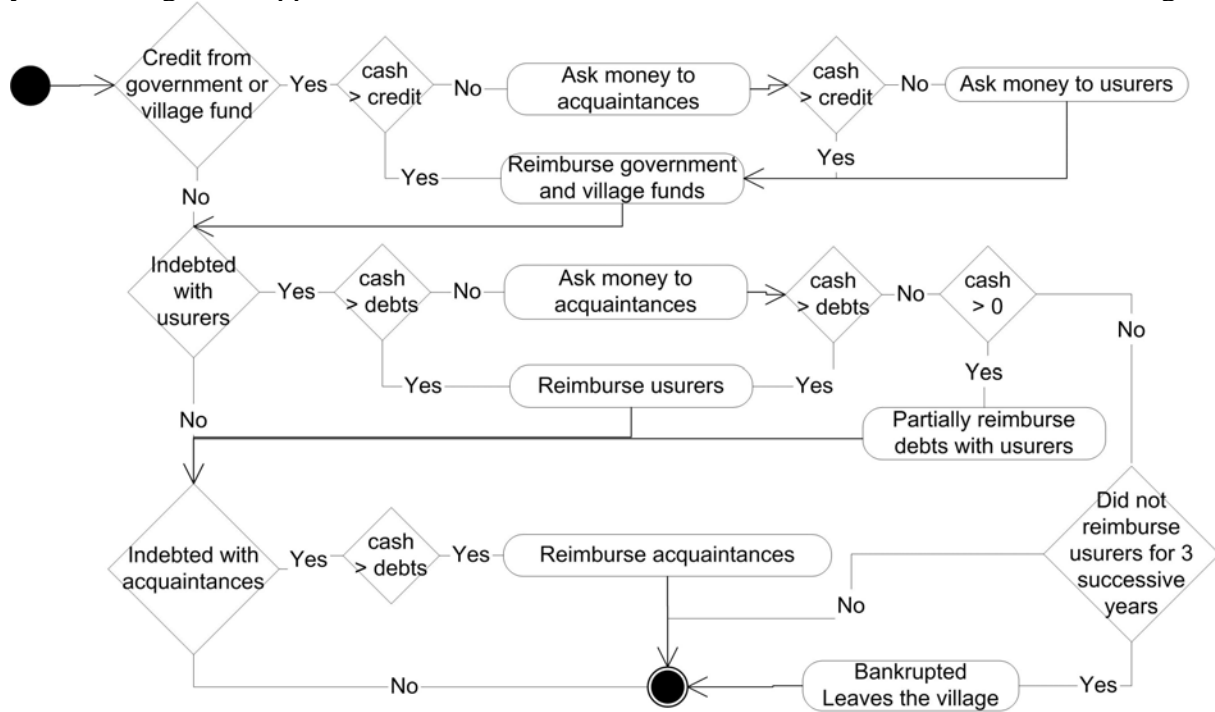 Credit from
government or
village fund
Yes
cash
> credit
No
Ask money to
acquaintances
cash
> credit
No
Ask money to usurers
Yes
Reimburse government
and village funds
Yes
No
Indebted
with
usurers
Yes
cash
> debts
No
Ask money to
acquaintances
cash
> debts
No
cash
> 0
No
Yes
Reimburse usurers
Yes
Yes
No
Partially reimburse
debts with usurers
Indebted with
acquaintances
Yes
cash
> debts
Yes
Reimburse acquaintances
Did not
reimburse
usurers for 3
successive
years
No
No
Bankrupted
Leaves the village
Yes